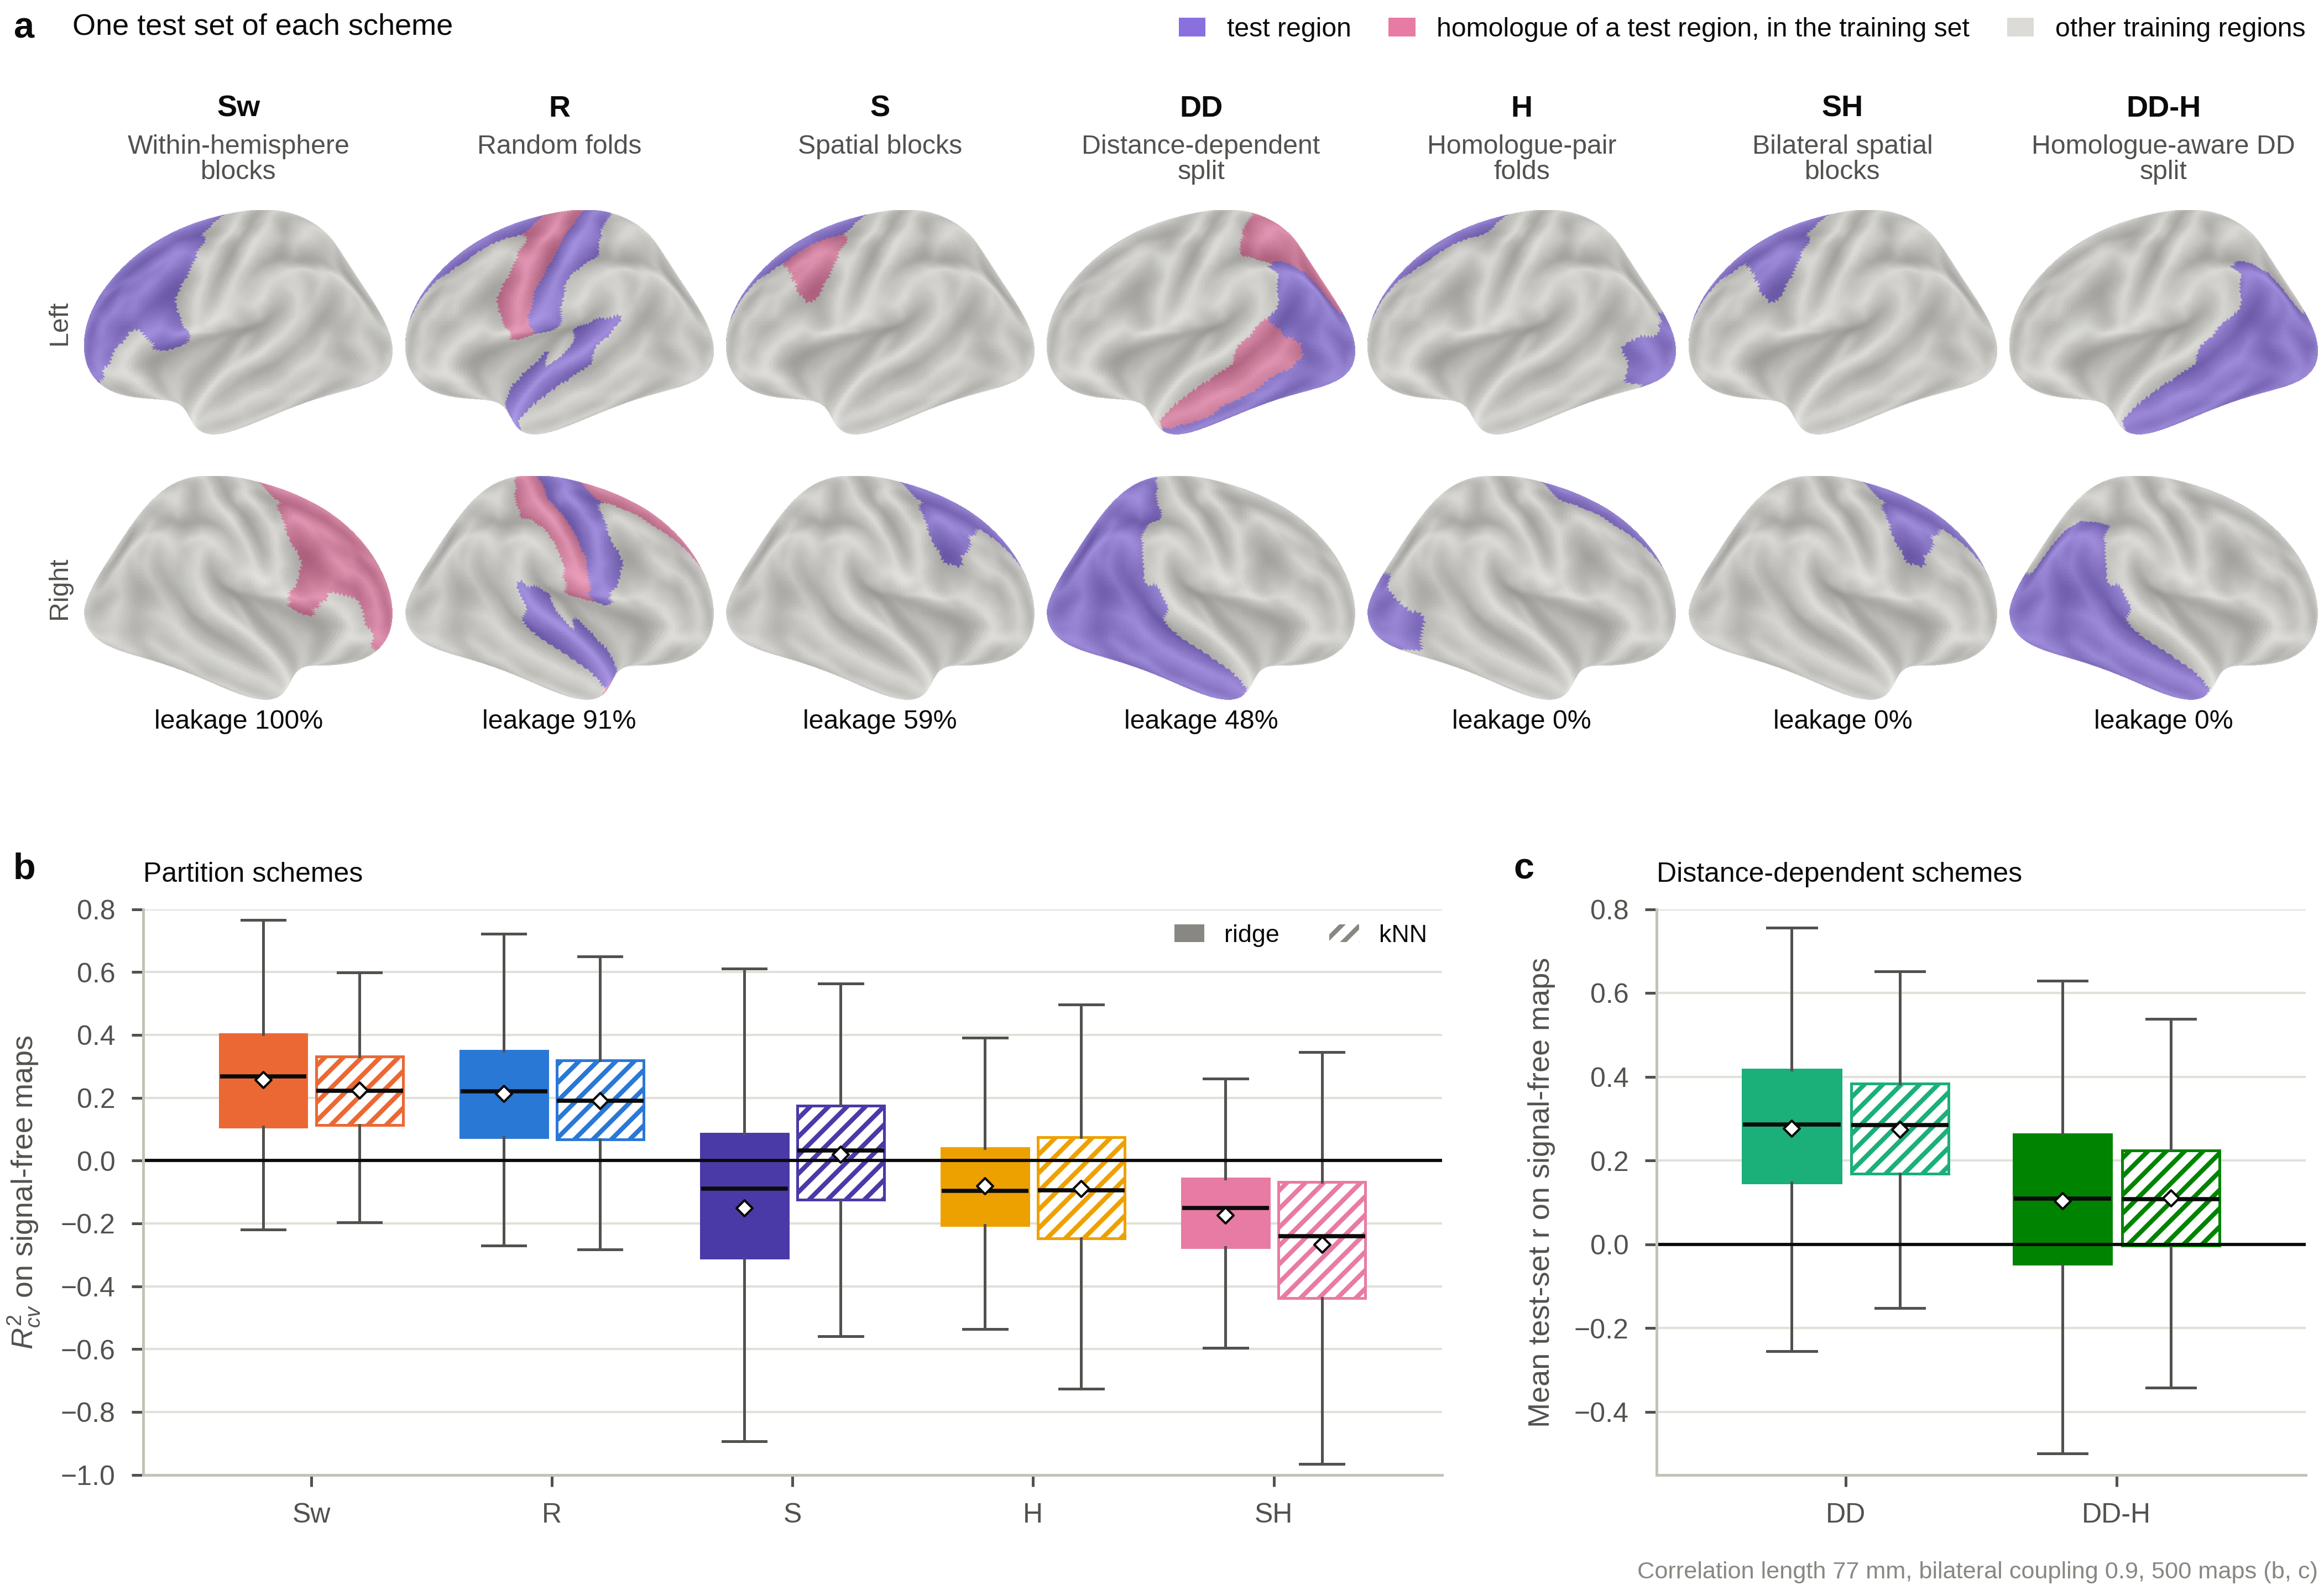 a One test set of each scheme
test region
homologue of a test region, in the training set
other training regions
Sw
Within-hemisphere
blocks
R
Random folds
S
Spatial blocks
DD
Distance-dependent
split
H
Homologue-pair
folds
SH
Bilateral spatial
blocks
DD-H
Homologue-aware DD
split
Left
Right
leakage 100%
leakage 91%
leakage 59%
leakage 48%
leakage 0%
leakage 0%
leakage 0%
b Partition schemes
ridge
kNN
R²cv on signal-free maps
0.8
0.6
0.4
0.2
0.0
−0.2
−0.4
−0.6
−0.8
−1.0
Sw
R
S
H
SH
c Distance-dependent schemes
Mean test-set r on signal-free maps
0.8
0.6
0.4
0.2
0.0
−0.2
−0.4
DD
DD-H
Correlation length 77 mm, bilateral coupling 0.9, 500 maps (b, c)